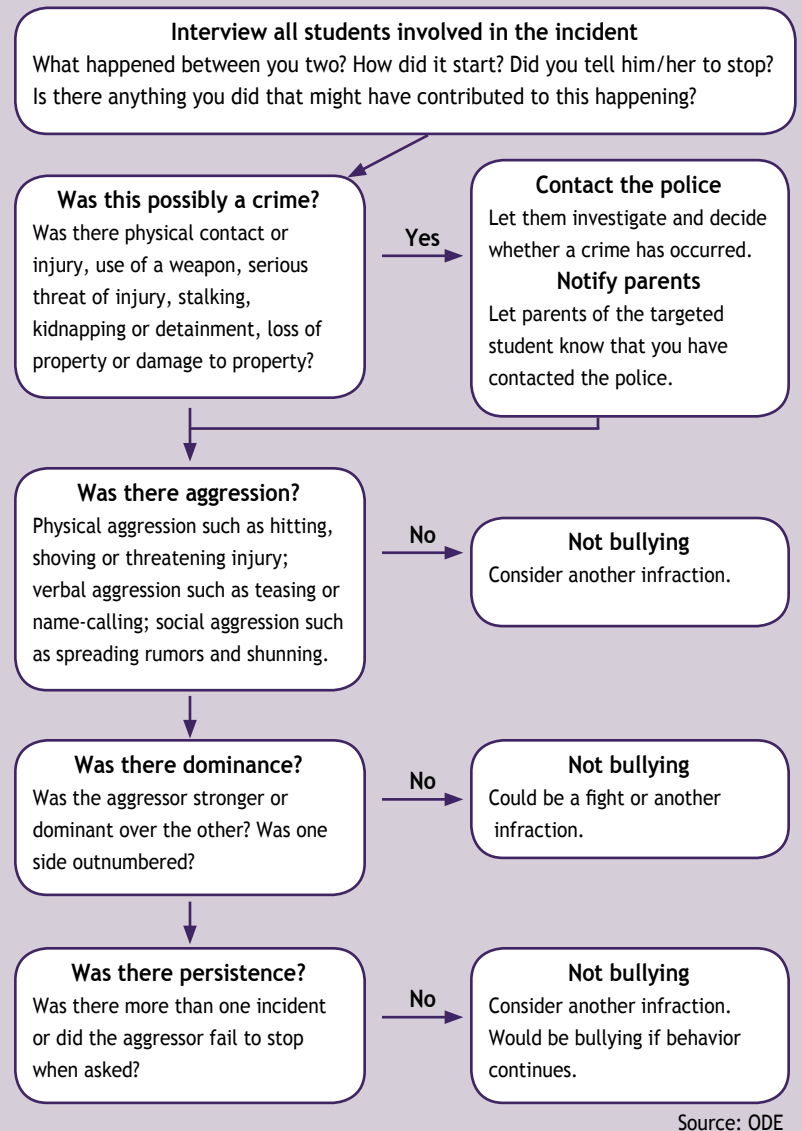 Interview all students involved in the incident
What happened between you two? How did it start? Did you tell him/her to stop?
Is there anything you did that might have contributed to this happening?
Was this possibly a crime?
Was there physical contact or
injury, use of a weapon, serious
threat of injury, stalking,
kidnapping or detainment, loss of
property or damage to property?
Yes
Contact the police
Let them investigate and decide
whether a crime has occurred.
Notify parents
Let parents of the targeted
student know that you have
contacted the police.
Was there aggression?
Physical aggression such as hitting,
shoving or threatening injury;
verbal aggression such as teasing or
name-calling; social aggression such
as spreading rumors and shunning.
No
Not bullying
Consider another infraction.
Was there dominance?
Was the aggressor stronger or
dominant over the other? Was one
side outnumbered?
No
Not bullying
Could be a fight or another
infraction.
Was there persistence?
Was there more than one incident
or did the aggressor fail to stop
when asked?
No
Not bullying
Consider another infraction.
Would be bullying if behavior
continues.
Source: ODE